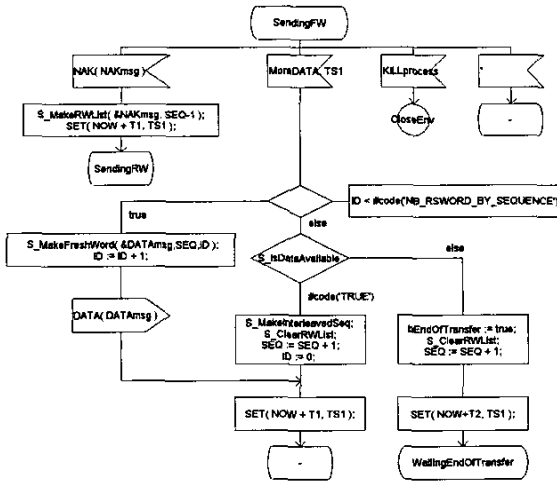 SendingFW
NAK( NAKmsg )
MoreDATA, TS1
KILLprocess
-
S_MakeRWList( &NAKmsg, SEQ-1 );
SET( NOW + T1, TS1 );
CloseEnv
-
SendingRW
ID < #code('NB_RSWORD_BY_SEQUENCE')
true
else
S_MakeFreshWord( &DATAmsg,SEQ,ID );
ID := ID + 1;
S_IsDataAvailable
else
#code('TRUE')
DATA( DATAmsg )
S_MakeInterleavedSeq;
S_ClearRWList;
SEQ := SEQ + 1;
ID := 0;
bEndOfTransfer := true;
S_ClearRWList;
SEQ := SEQ + 1;
SET( NOW + T1, TS1 );
SET( NOW+T2, TS1 );
-
WaitingEndOfTransfer